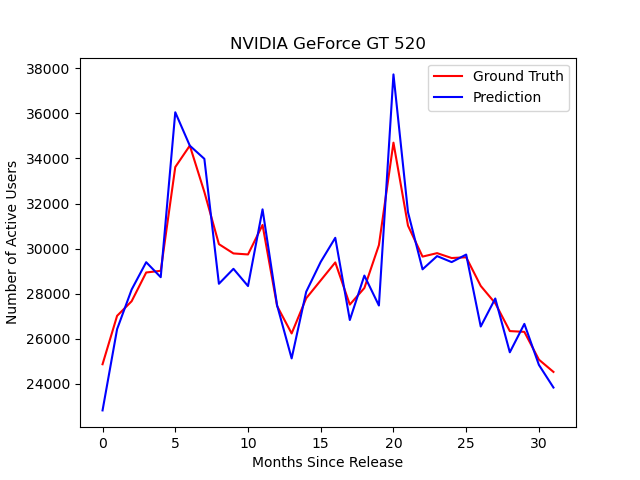 NVIDIA GeForce GT 520
Number of Active Users
38000
36000
34000
32000
30000
28000
26000
24000
Ground Truth
Prediction
0 5 10 15 20 25 30
Months Since Release